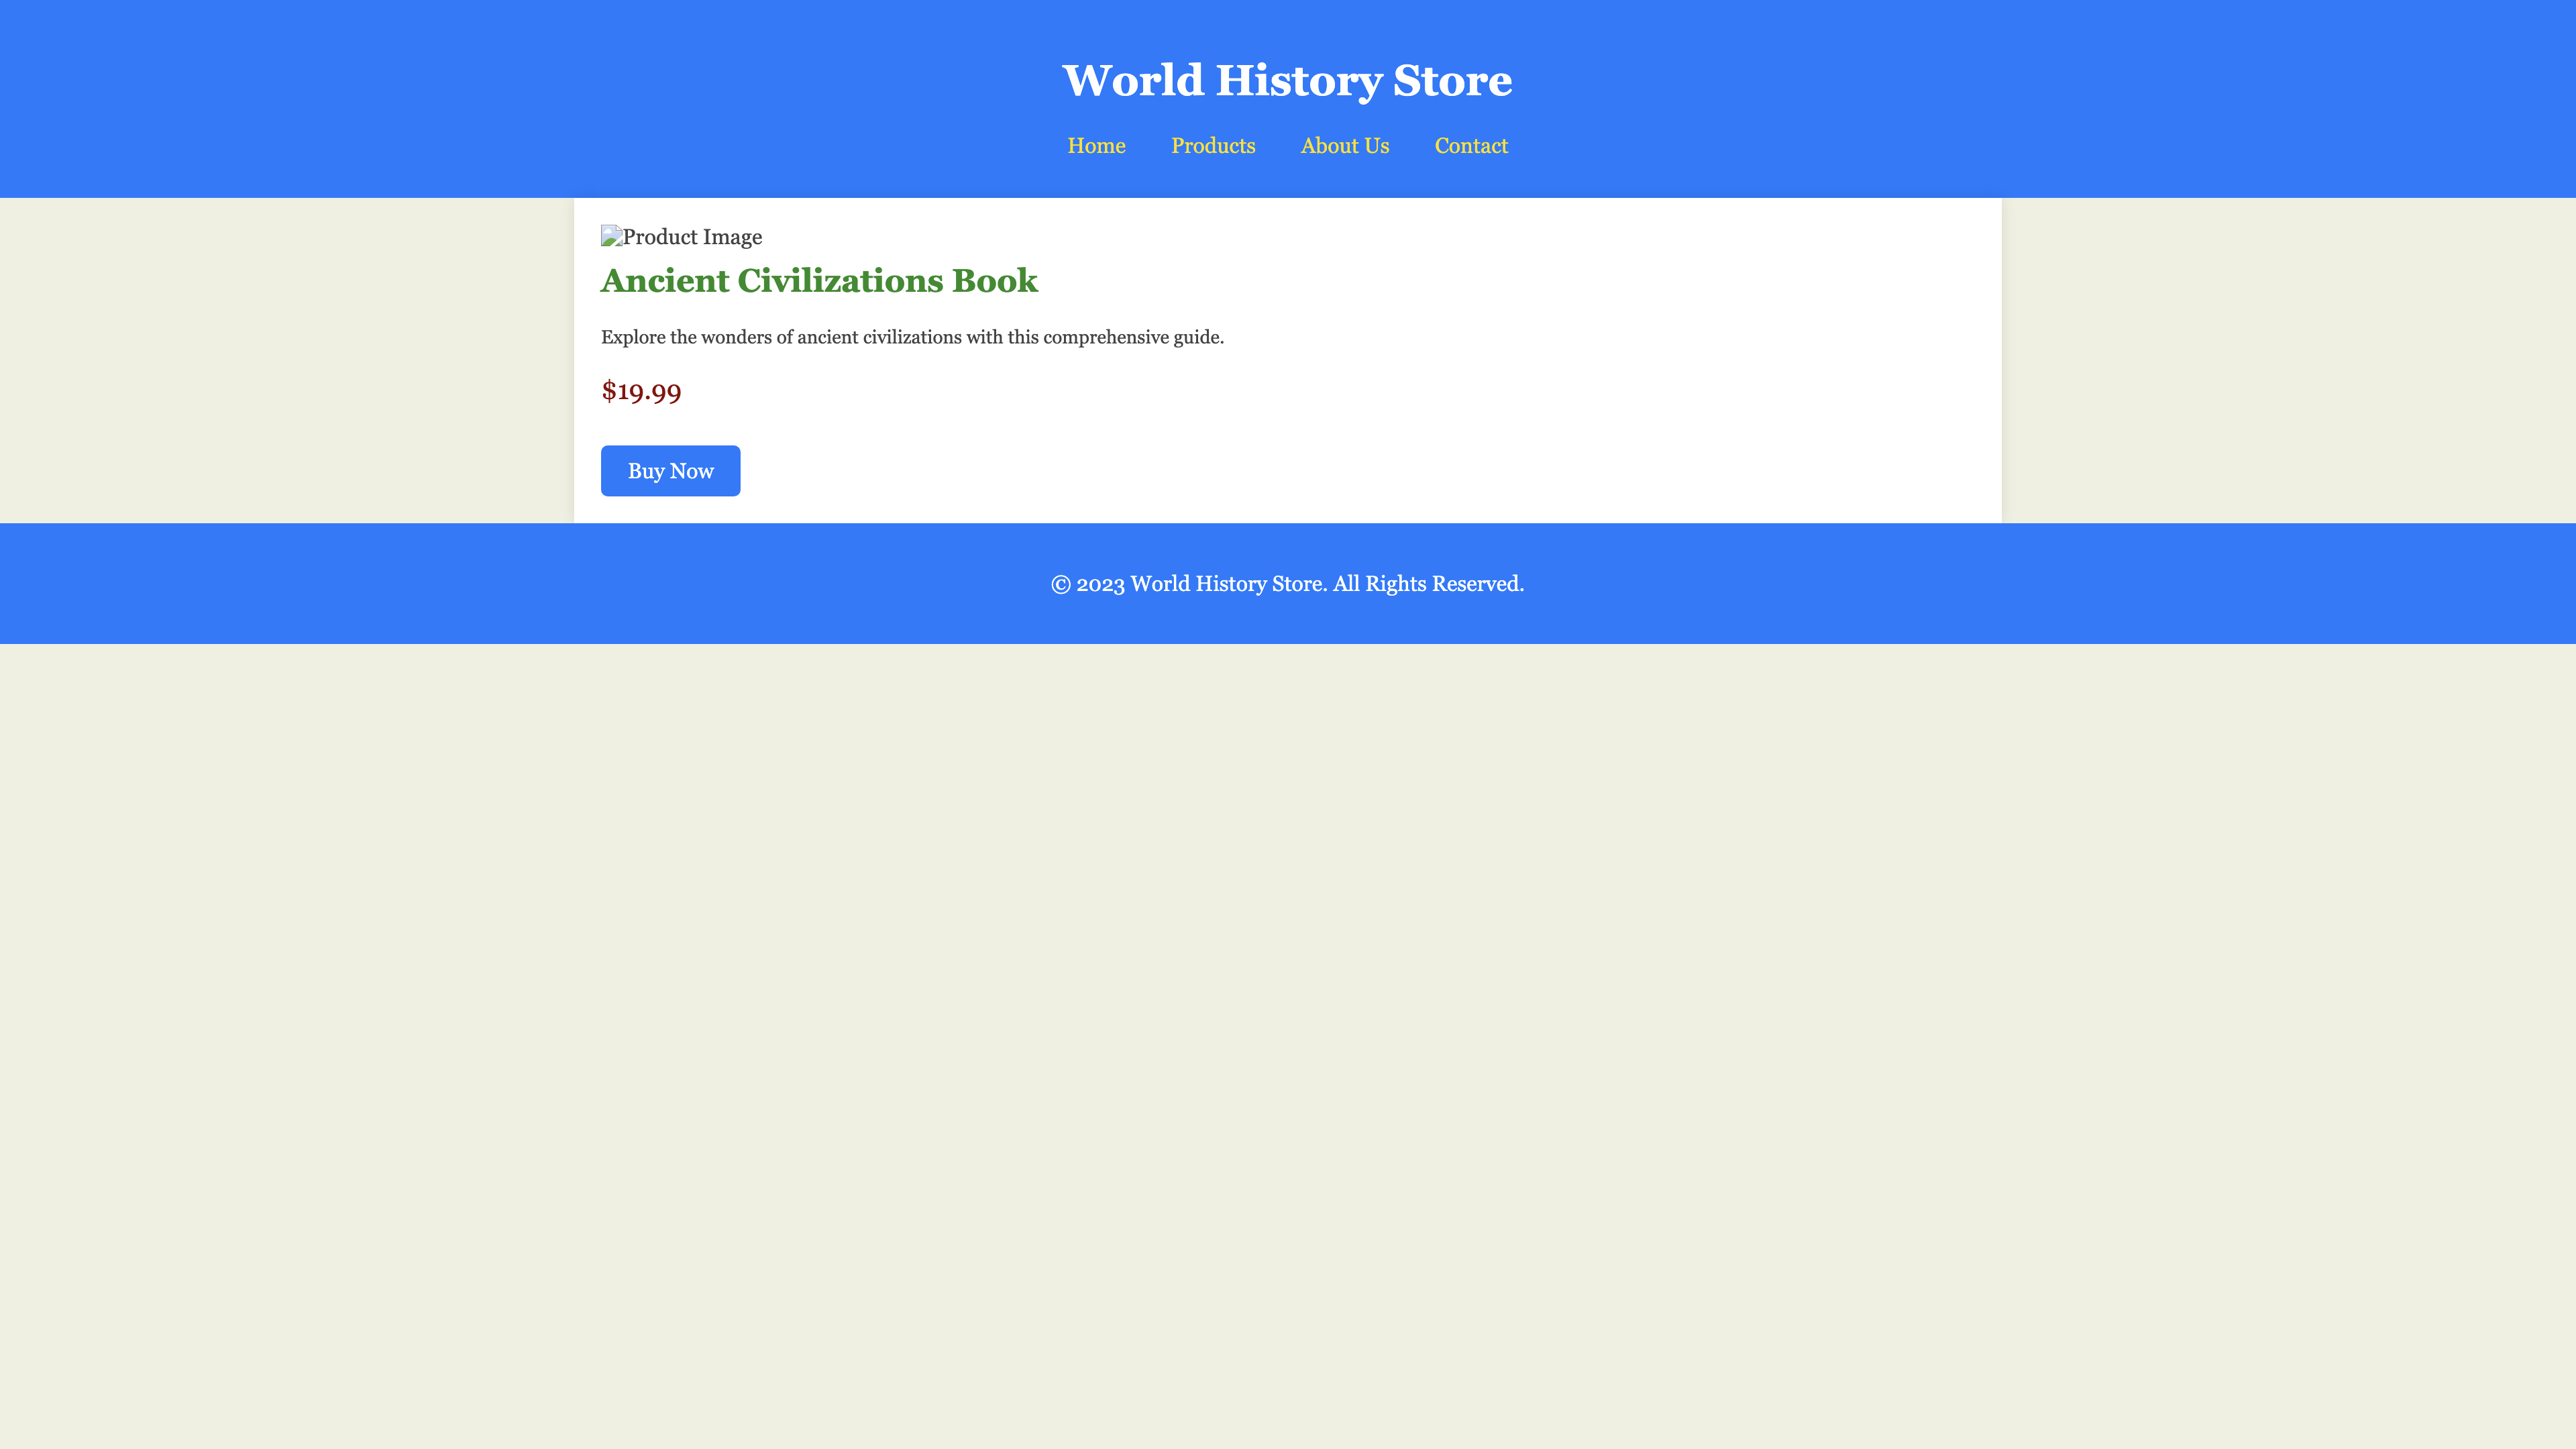 World History Store
Home Products About Us Contact
Product Image
Ancient Civilizations Book
Explore the wonders of ancient civilizations with this comprehensive guide.
$19.99
Buy Now
© 2023 World History Store. All Rights Reserved.